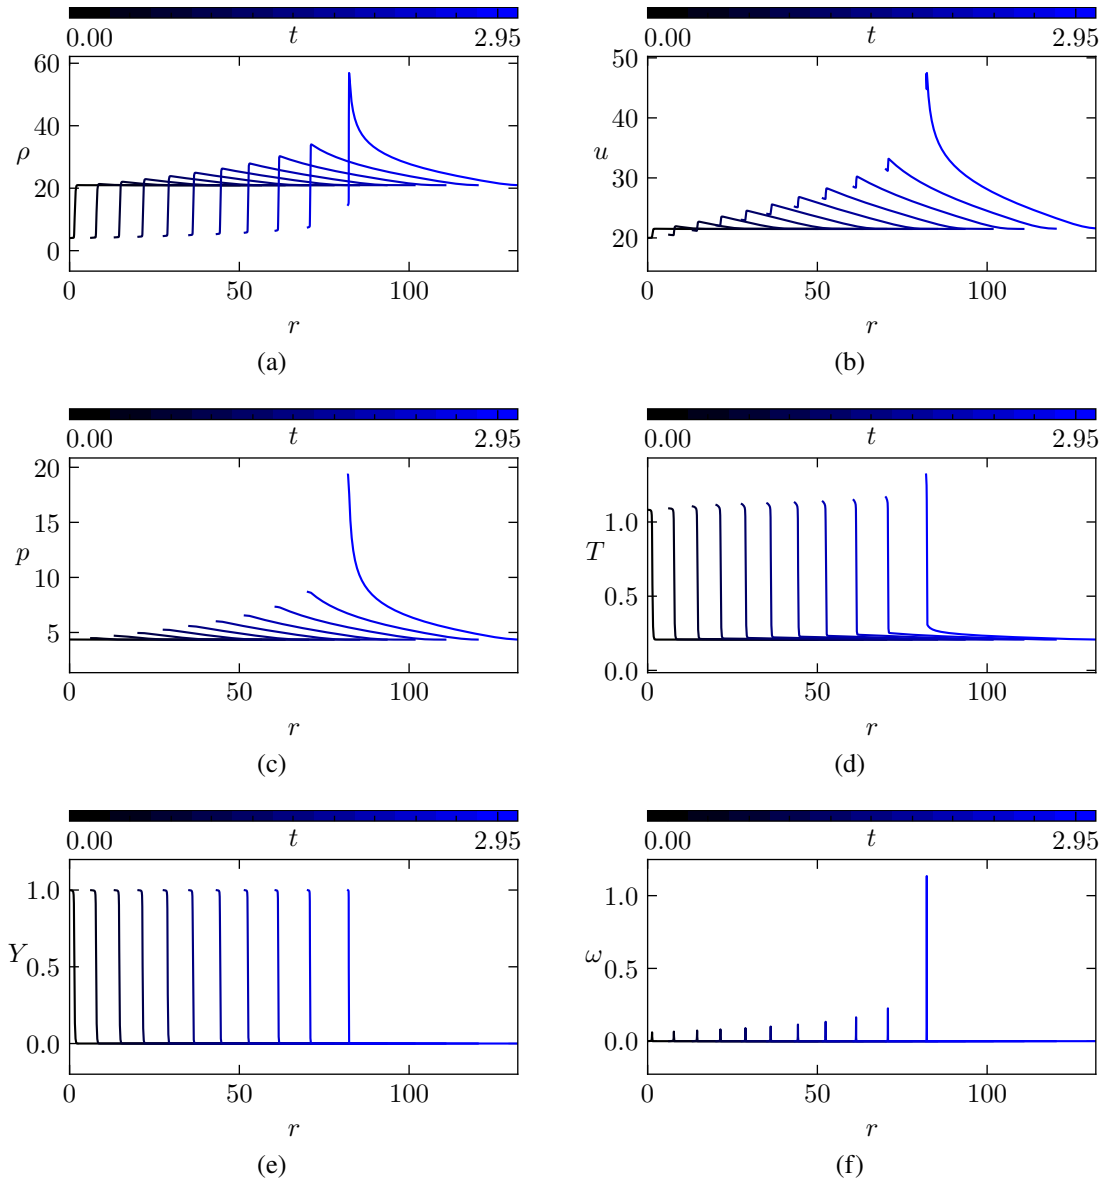 0.00 t 2.95 0.00 t 2.95
60 50
40 40
ρ u
20 30
0 20
0 50 100 0 50 100
r r
(a) (b)
0.00 t 2.95 0.00 t 2.95
20
15 1.0
p T
10 0.5
5
0.0
0 50 100 0 50 100
r r
(c) (d)
0.00 t 2.95 0.00 t 2.95
1.0 1.0
Y ω
0.5 0.5
0.0 0.0
0 50 100 0 50 100
r r
(e) (f)